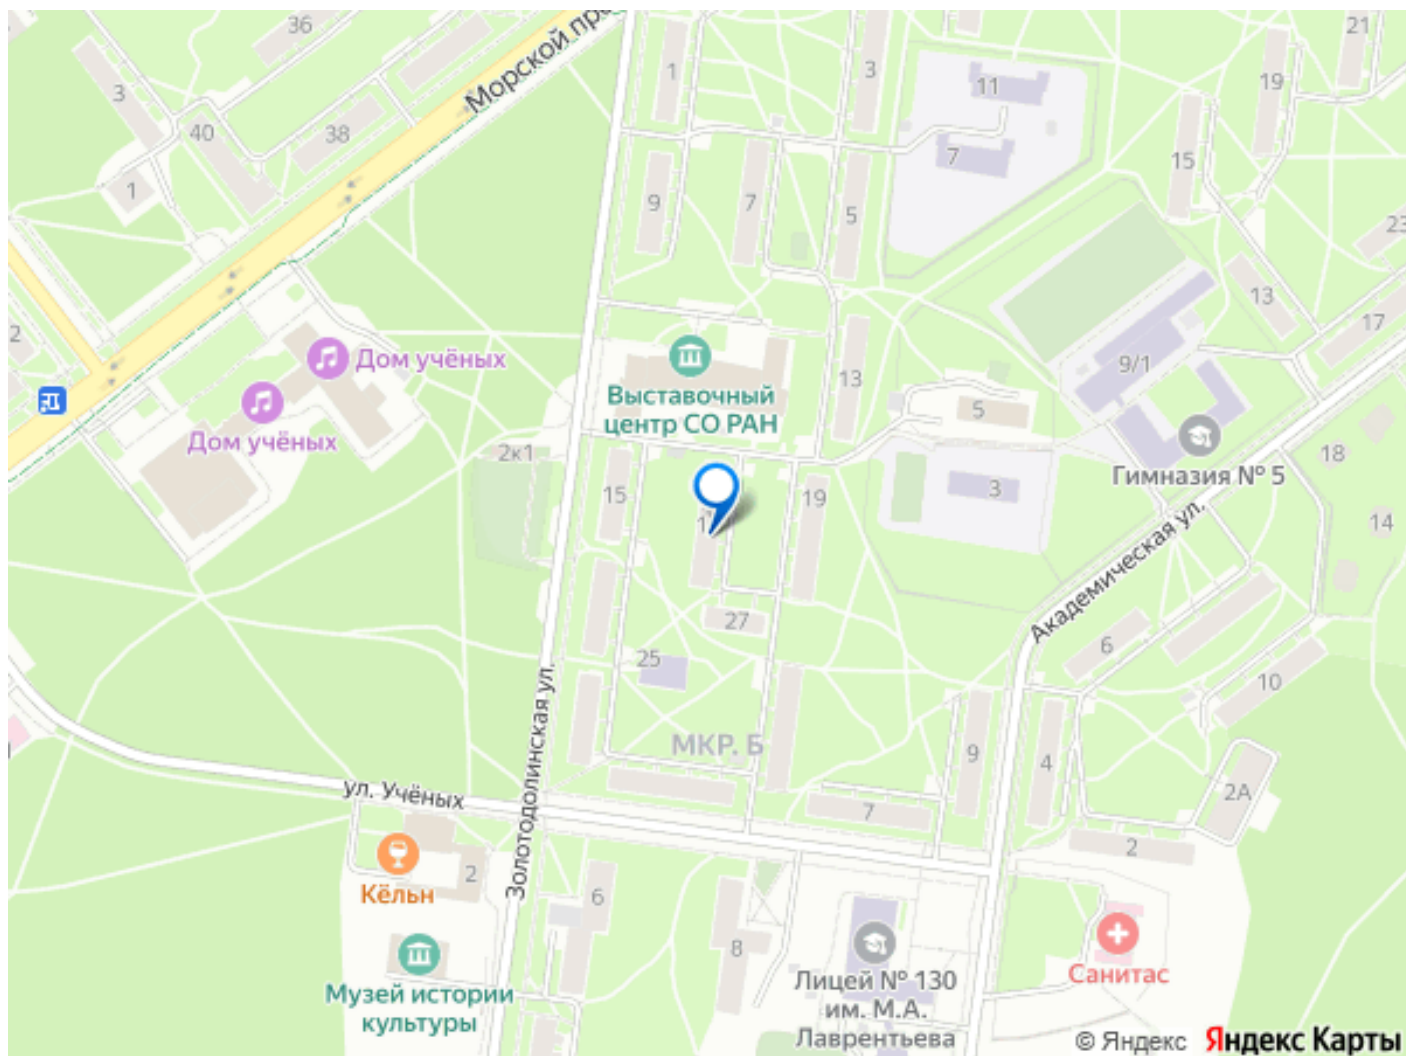 36
Морской пр
1
3
21
19
3
11
40
38
7
15
1
9
7
5
23
13
17
2
Дом учёных
Дом учёных
Выставочный
центр СО РАН
13
9/1
5
Гимназия № 5
18
2к1
15
19
3
14
Академическая ул.
27
25
6
10
Золотодолинская ул.
МКР. Б
9
4
2А
ул. Учёных
7
2
Кёльн
2
6
8
Музей истории
культуры
Лицей № 130
им. М.А.
Лаврентьева
Санитас
© Яндекс Яндекс Карты